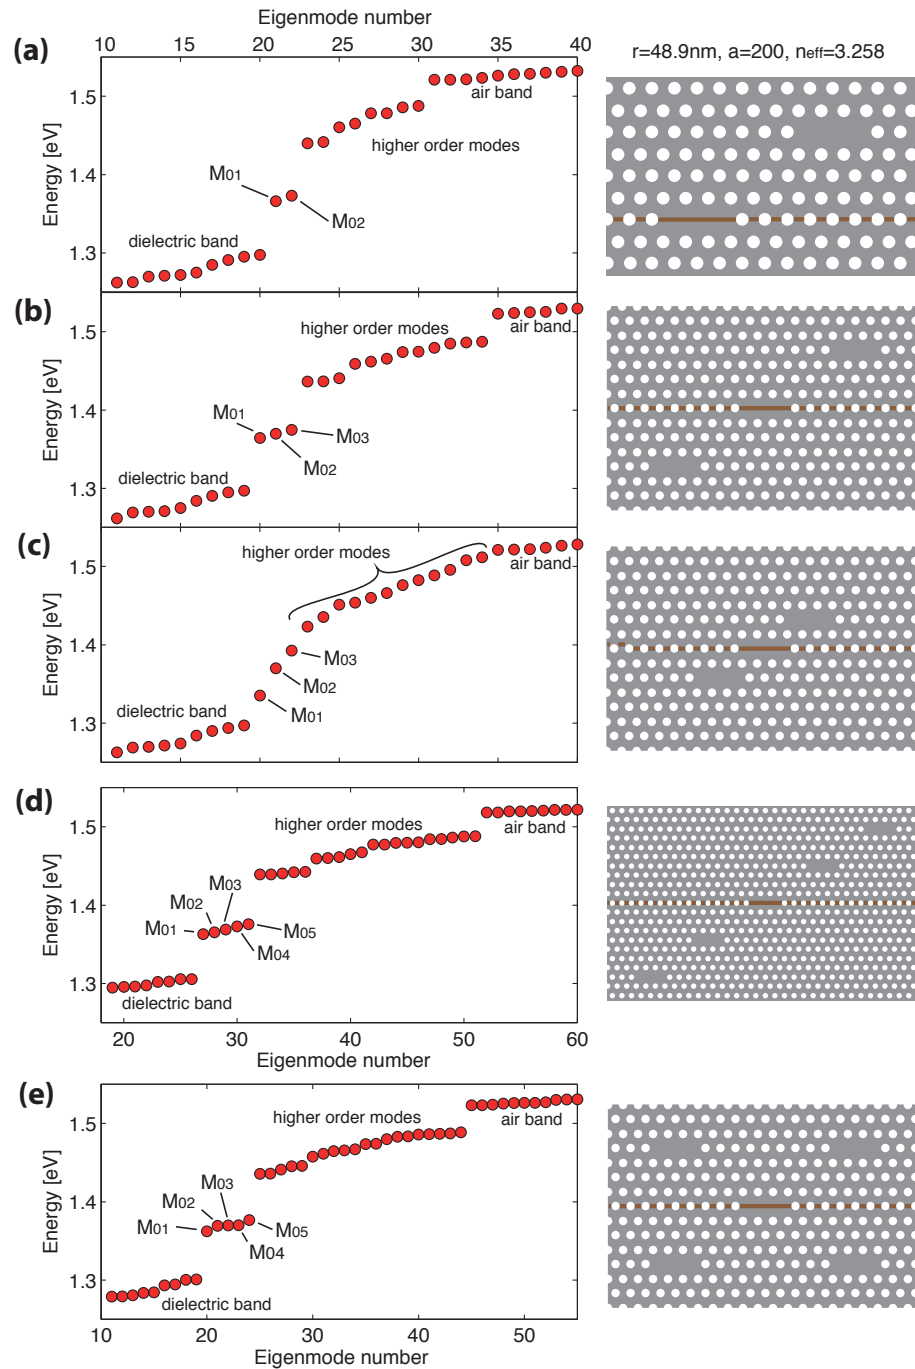 Eigenmode number
(a)
10 15 20 25 30 35 40
r=48.9nm, a=200, neff=3.258
1.5
1.4
1.3
Energy [eV]
air band
higher order modes
M01
M02
dielectric band
(b)
1.5
1.4
1.3
Energy [eV]
higher order modes
air band
M01
M03
M02
dielectric band
(c)
1.5
1.4
1.3
Energy [eV]
higher order modes
air band
M03
M02
M01
dielectric band
(d)
1.5
1.4
1.3
Energy [eV]
higher order modes
air band
M03
M02
M01
M05
M04
dielectric band
20 30 40 50 60
Eigenmode number
(e)
1.5
1.4
1.3
Energy [eV]
higher order modes
air band
M03
M02
M01
M05
M04
dielectric band
10 20 30 40 50
Eigenmode number